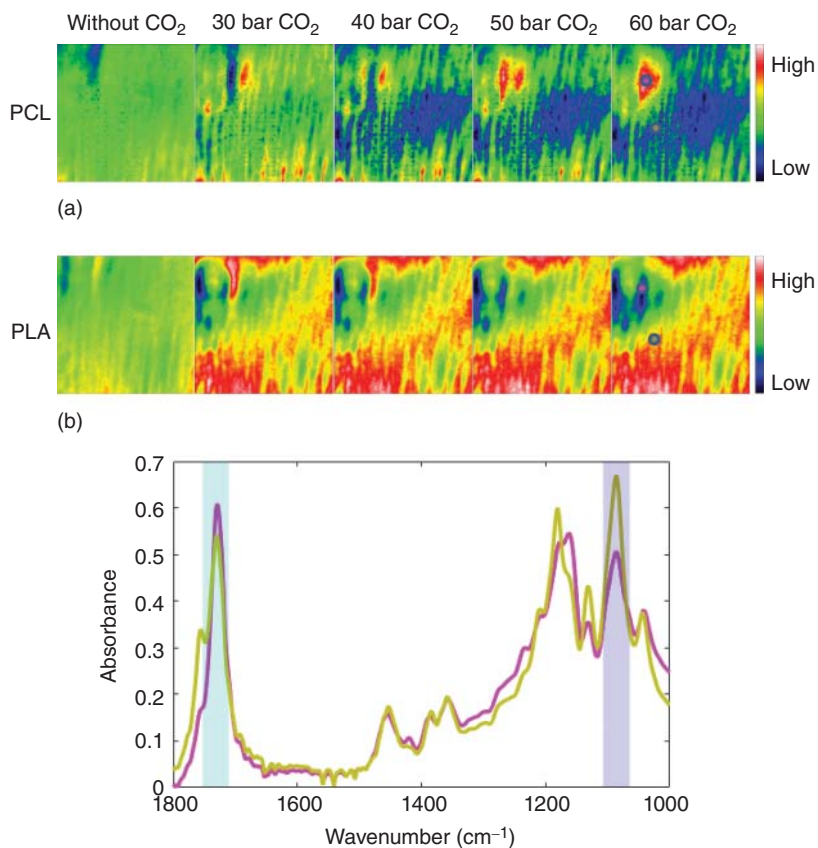 Without CO₂ 30 bar CO₂ 40 bar CO₂ 50 bar CO₂ 60 bar CO₂
PCL
High
Low
(a)
PLA
High
Low
(b)
Absorbance
0.7
0.6
0.5
0.4
0.3
0.2
0.1
0
1800 1600 1400 1200 1000
Wavenumber (cm⁻¹)